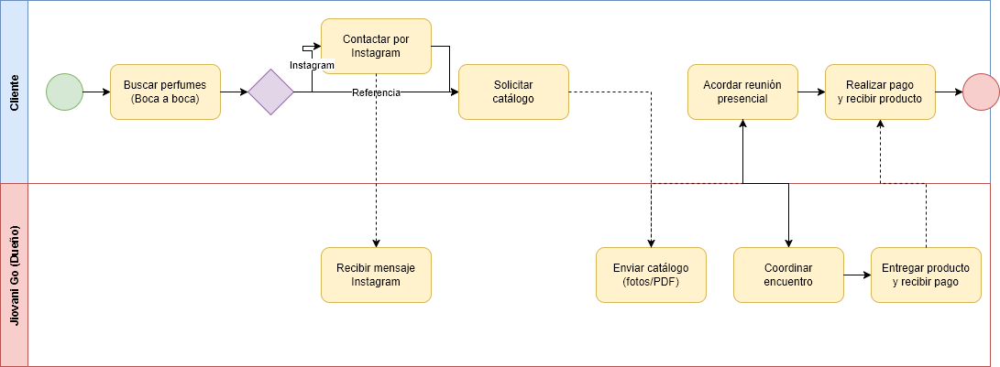 Cliente
Buscar perfumes
(Boca a boca)
Instagram
Contactar por
Instagram
Referencia
Solicitar
catálogo
Acordar reunión
presencial
Realizar pago
y recibir producto
Jiovani Go (Dueño)
Recibir mensaje
Instagram
Enviar catálogo
(fotos/PDF)
Coordinar
encuentro
Entregar producto
y recibir pago